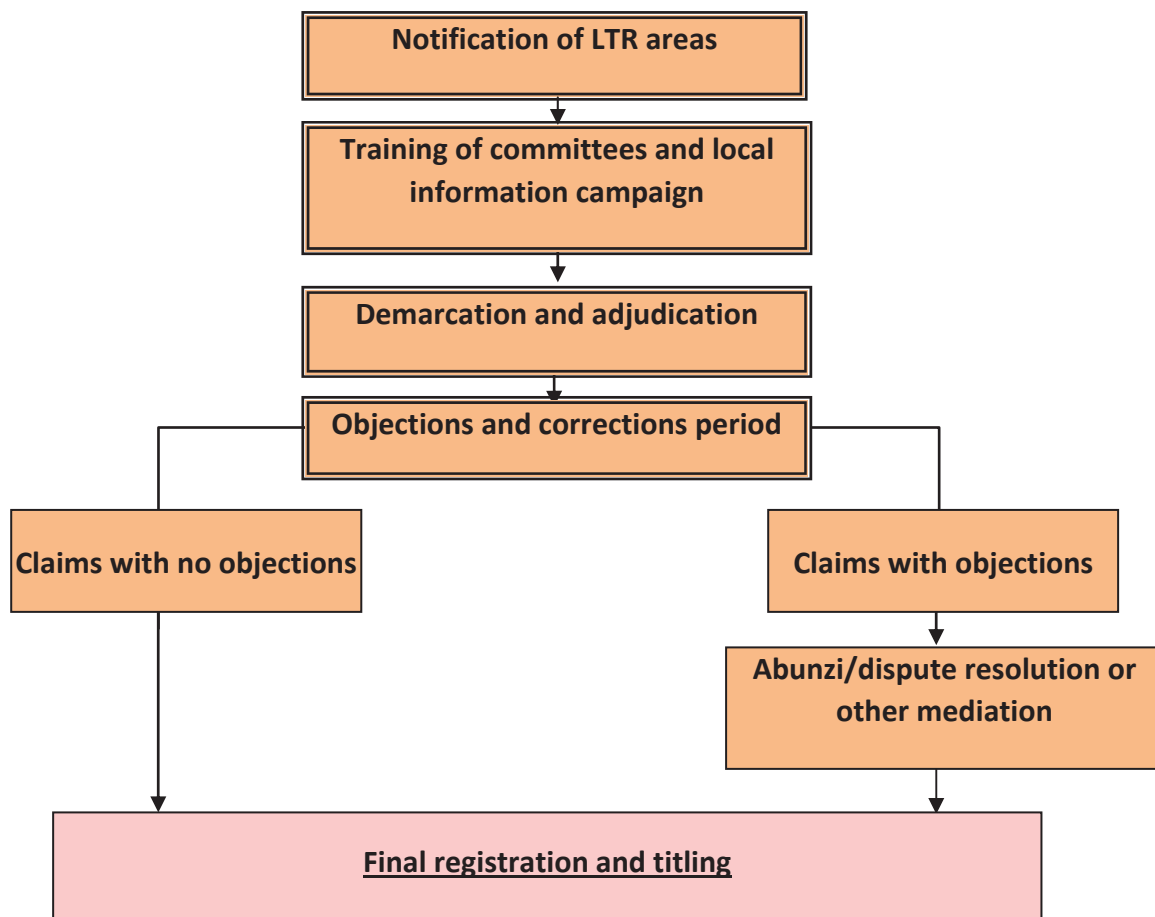 Notification of LTR areas
Training of committees and local
information campaign
Demarcation and adjudication
Objections and corrections period
Claims with no objections
Claims with objections
Abunzi/dispute resolution or
other mediation
Final registration and titling